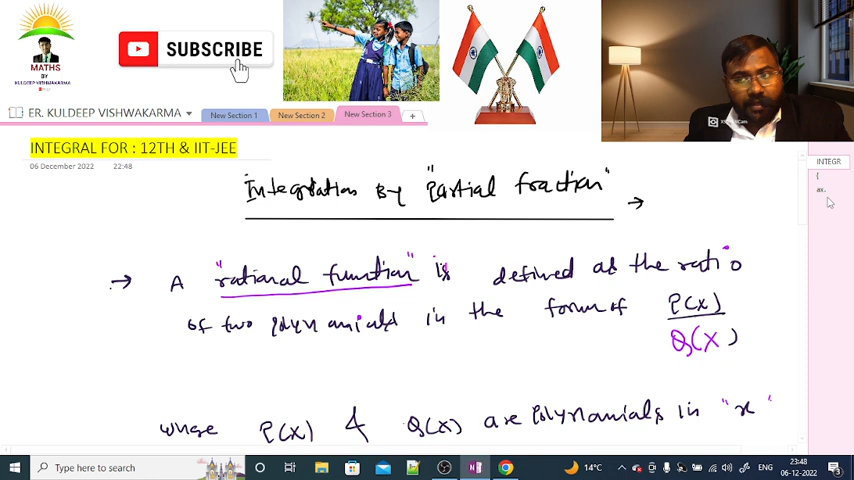 MATHS
BY
KULDEEP VISHWAKARMA
SUBSCRIBE
ER. KULDEEP VISHWAKARMA
New Section 1
New Section 2
New Section 3
+
INTEGRAL FOR : 12TH & IIT-JEE
06 December 2022 22:48
INTEGR
Integration By "Partial fraction" →
→ A "rational function" is defined as the ratio
of two polynomials in the form of P(x)
Q(x)
where P(x) & Q(x) are polynomials in "x"
Type here to search
14°C
ENG
23:48
06-12-2022
3